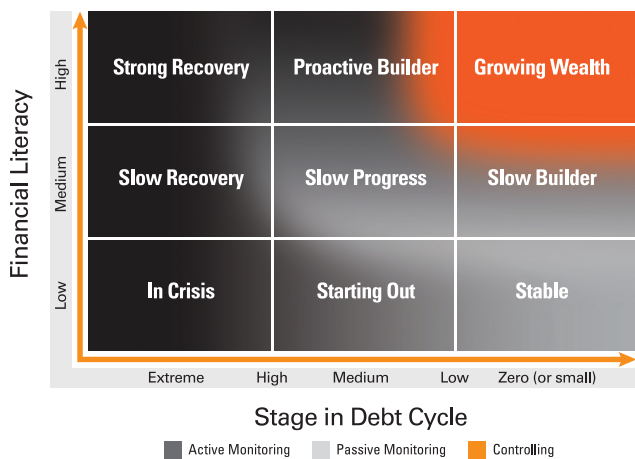 Financial Literacy
High
Medium
Low
Strong Recovery
Proactive Builder
Growing Wealth
Slow Recovery
Slow Progress
Slow Builder
In Crisis
Starting Out
Stable
Extreme
High
Medium
Low
Zero (or small)
Stage in Debt Cycle
Active Monitoring
Passive Monitoring
Controlling